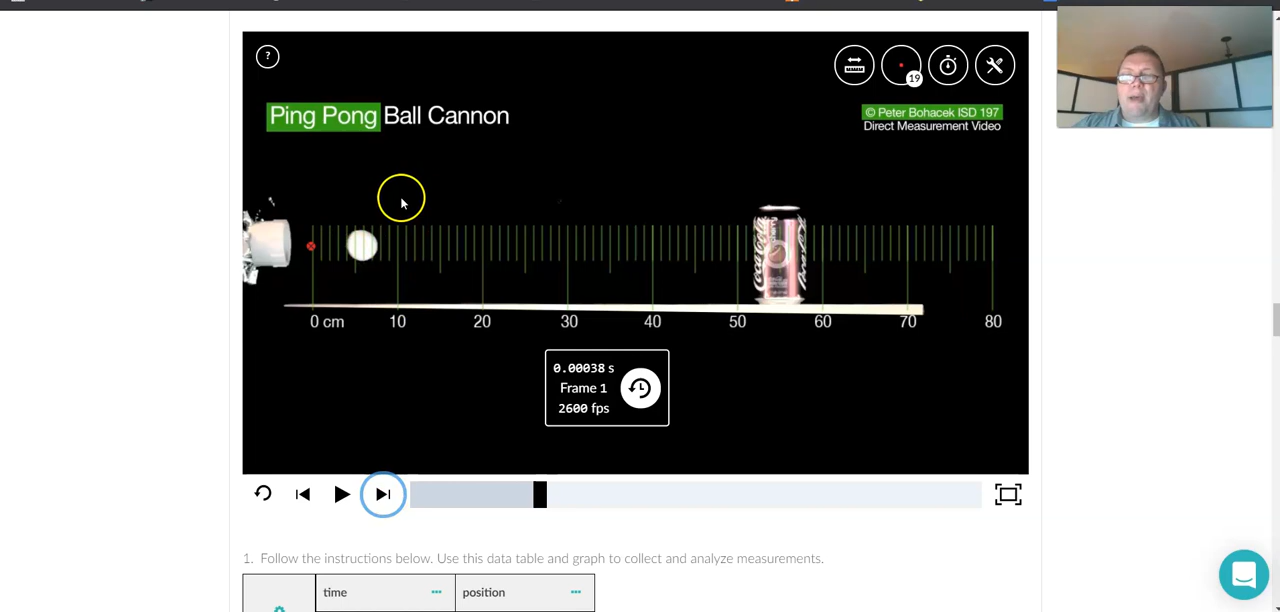 ?
19
Ping Pong Ball Cannon
© Peter Bohacek ISD 197
Direct Measurement Video
Coca-Cola
0 cm 10 20 30 40 50 60 70 80
0.00038 s
Frame 1
2600 fps
1. Follow the instructions below. Use this data table and graph to collect and analyze measurements.
time ••• position •••